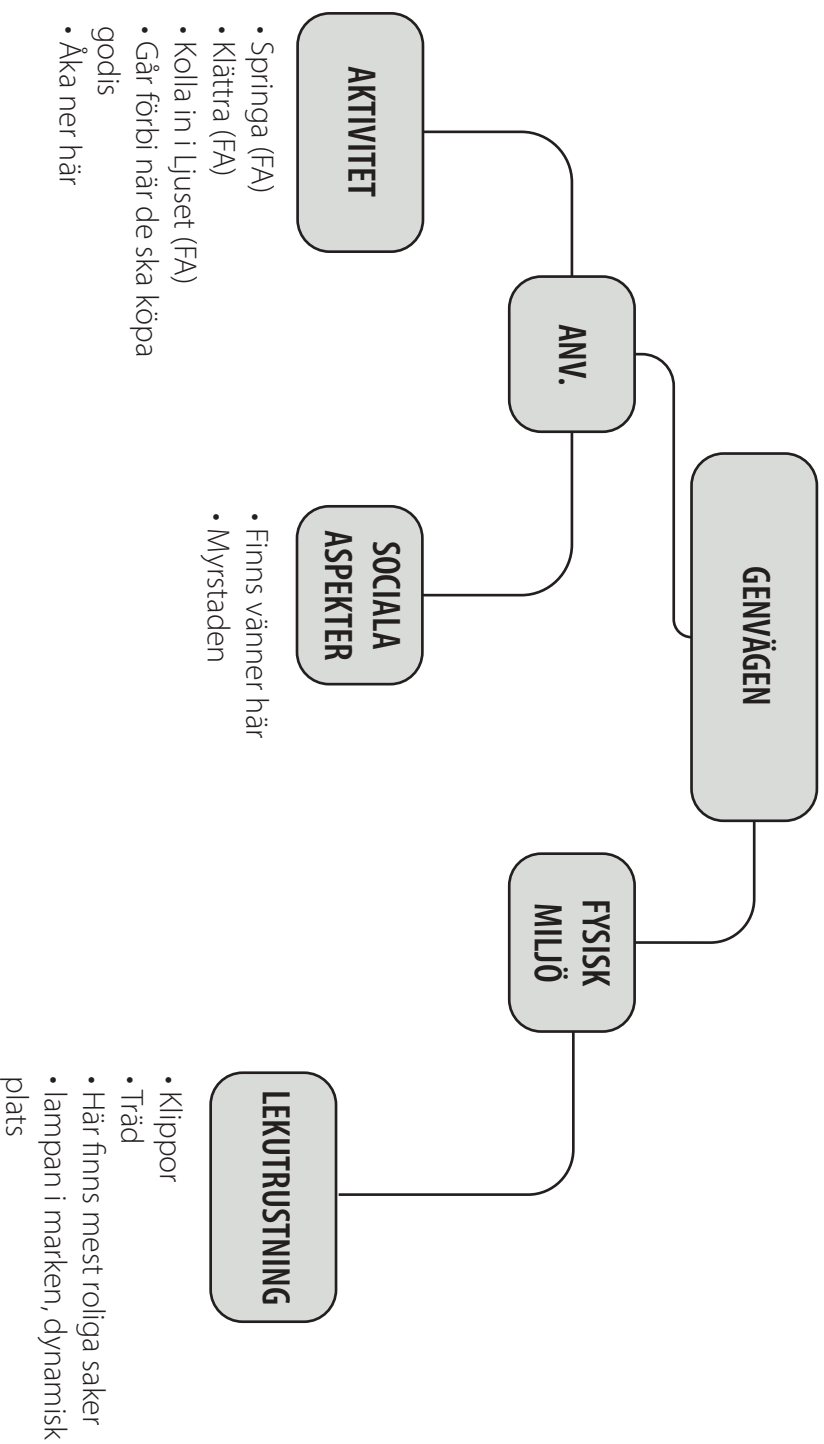 GENVÄGEN
ANV.
FYSISK
MILJÖ
AKTIVITET
• Springa (FA)
• Klättra (FA)
• Kolla in i Ljuset (FA)
• Går förbi när de ska köpa
godis
• Åka ner här
SOCIALA
ASPEKTER
• Finns vänner här
• Myrstaden
LEKUTRUSTNING
• Klippor
• Träd
• Här finns mest roliga saker
• lampan i marken, dynamisk
plats